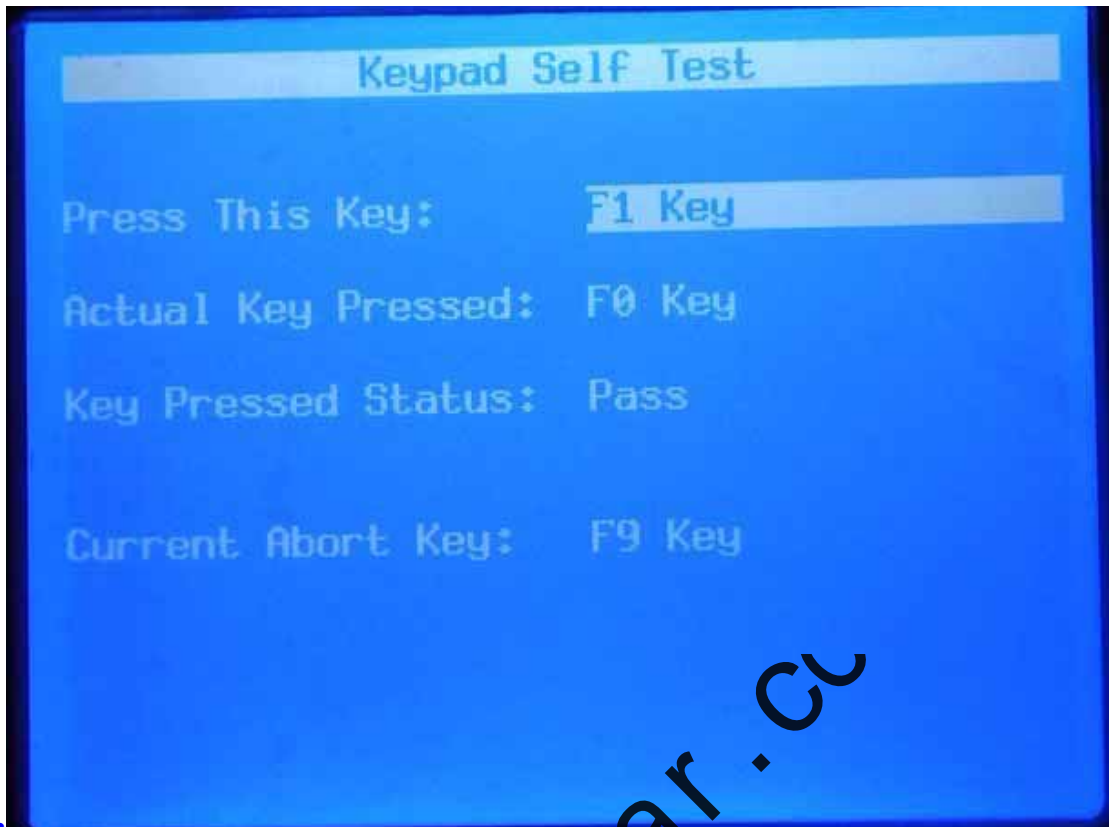 Keypad Self Test
Press This Key: F1 Key
Actual Key Pressed: F0 Key
Key Pressed Status: Pass
Current Abort Key: F9 Key